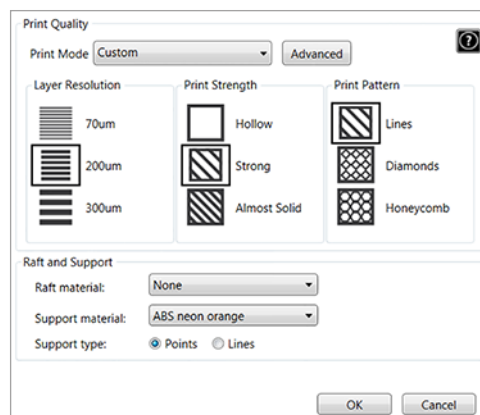 Print Quality
Print Mode Custom Advanced ?
Layer Resolution Print Strength Print Pattern
70um Hollow Lines
200um Strong Diamonds
300um Almost Solid Honeycomb
Raft and Support
Raft material: None
Support material: ABS neon orange
Support type: Points Lines
OK Cancel